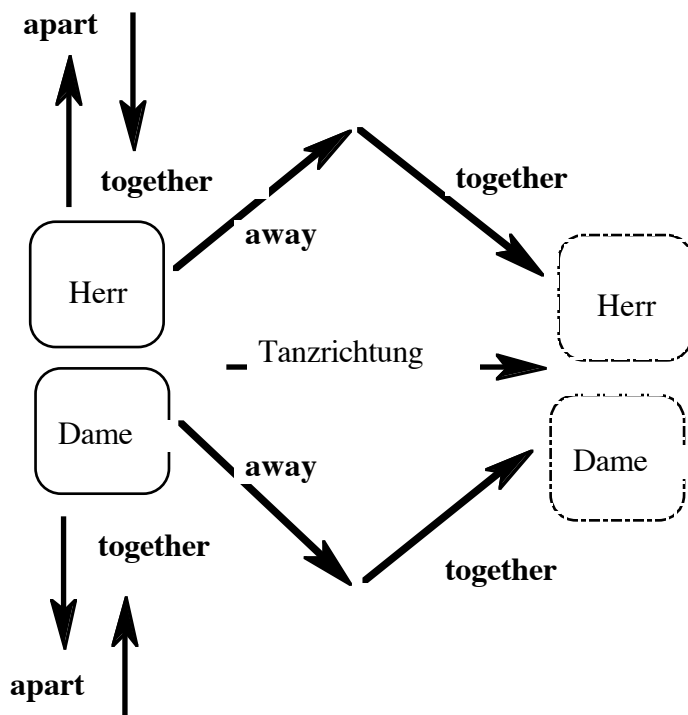 apart
together
together
away
Herr
Herr
Tanzrichtung
Dame
away
Dame
together
together
apart